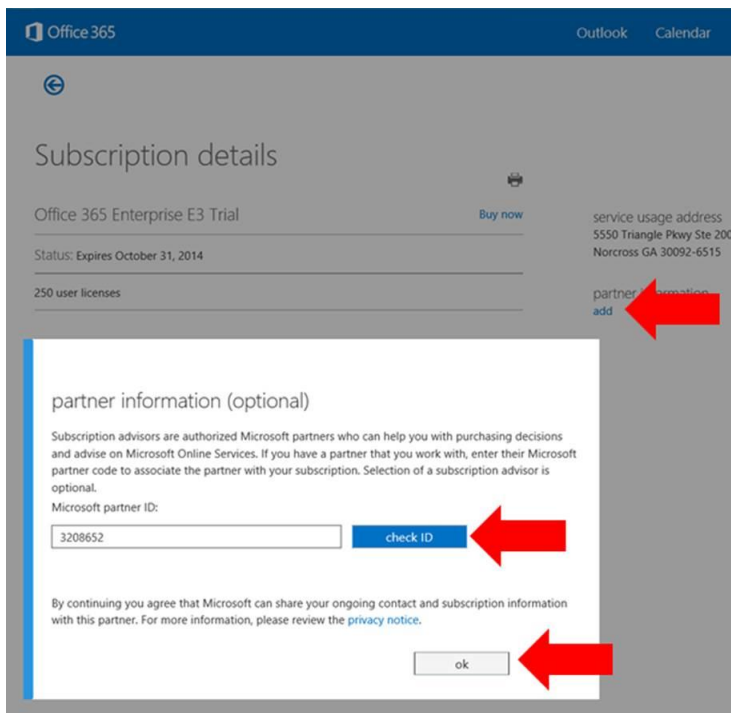 Office 365
Outlook Calendar
Subscription details
Office 365 Enterprise E3 Trial
Buy now
Status: Expires October 31, 2014
250 user licenses
service usage address
5550 Triangle Pkwy Ste 200
Norcross GA 30092-6515
partner information
add
partner information (optional)
Subscription advisors are authorized Microsoft partners who can help you with purchasing decisions
and advise on Microsoft Online Services. If you have a partner that you work with, enter their Microsoft
partner code to associate the partner with your subscription. Selection of a subscription advisor is
optional.
Microsoft partner ID:
3208652
check ID
By continuing you agree that Microsoft can share your ongoing contact and subscription information
with this partner. For more information, please review the privacy notice.
ok